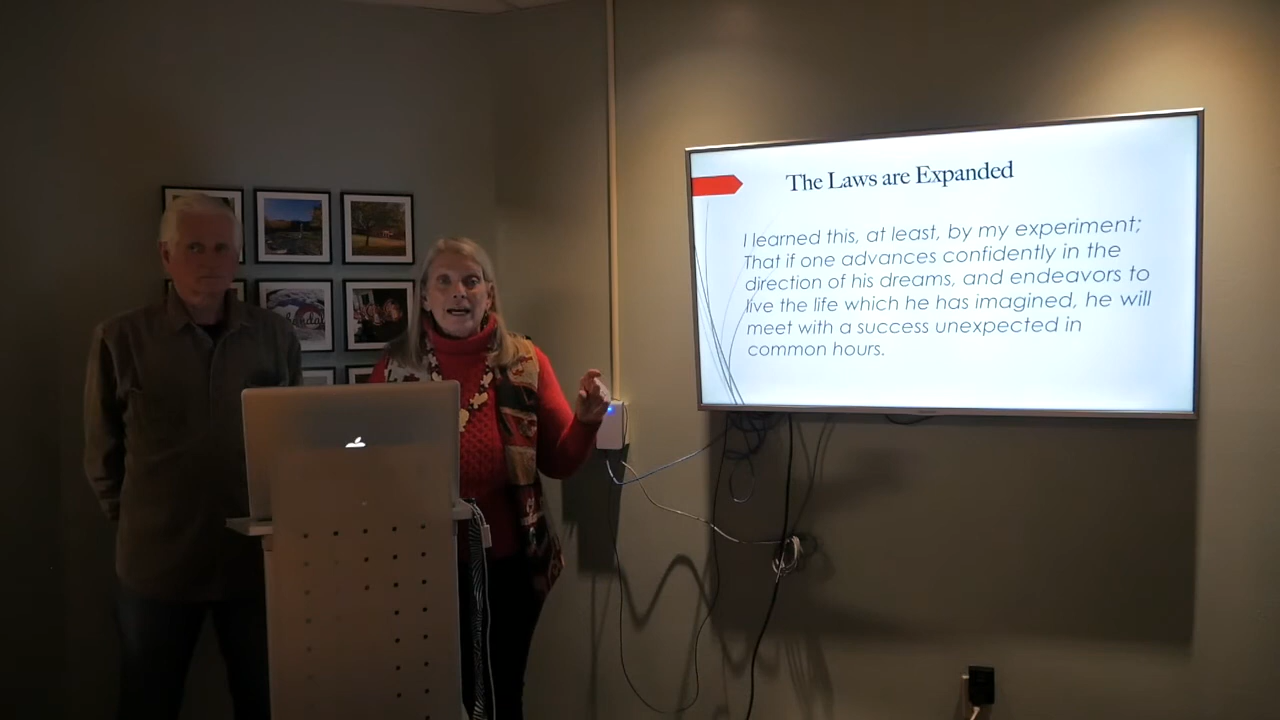 The Laws are Expanded
I learned this, at least, by my experiment;
That if one advances confidently in the
direction of his dreams, and endeavors to
live the life which he has imagined, he will
meet with a success unexpected in
common hours.